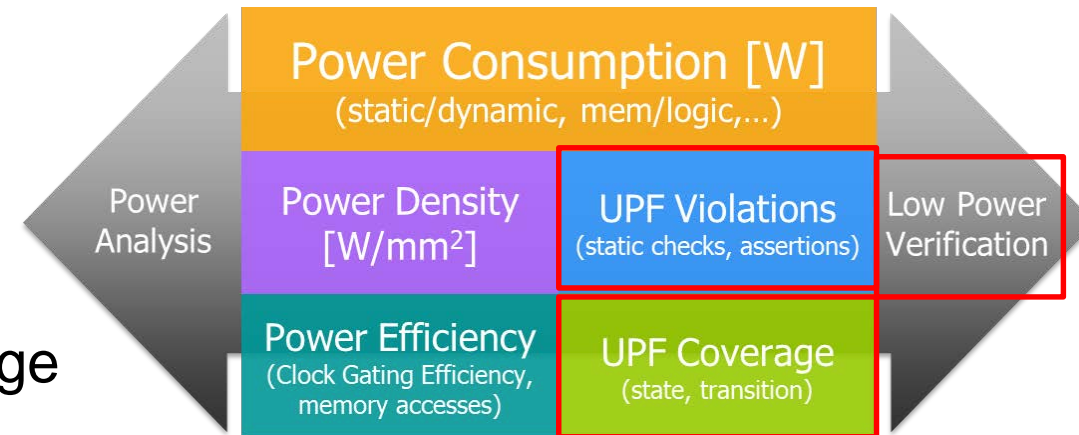 Power Consumption [W]
(static/dynamic, mem/logic,...)
Power
Analysis
Power Density
[W/mm²]
UPF Violations
(static checks, assertions)
Low Power
Verification
Power Efficiency
(Clock Gating Efficiency,
memory accesses)
UPF Coverage
(state, transition)
ge